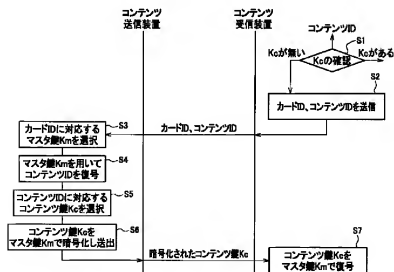 コンテンツ
送信装置
コンテンツ
受信装置
コンテンツID
S1
Kcの確認
Kcが無い
Kcがある
S2
カードID、コンテンツIDを送信
カードID、コンテンツID
S3
カードIDに対応する
マスタ鍵Kmを選択
S4
マスタ鍵Kmを用いて
コンテンツIDを復号
S5
コンテンツIDに対応する
コンテンツ鍵Kcを選択
S6
コンテンツ鍵Kcを
マスタ鍵Kmで暗号化し送出
暗号化されたコンテンツ鍵Kc
S7
コンテンツ鍵Kcを
マスタ鍵Kmで復号